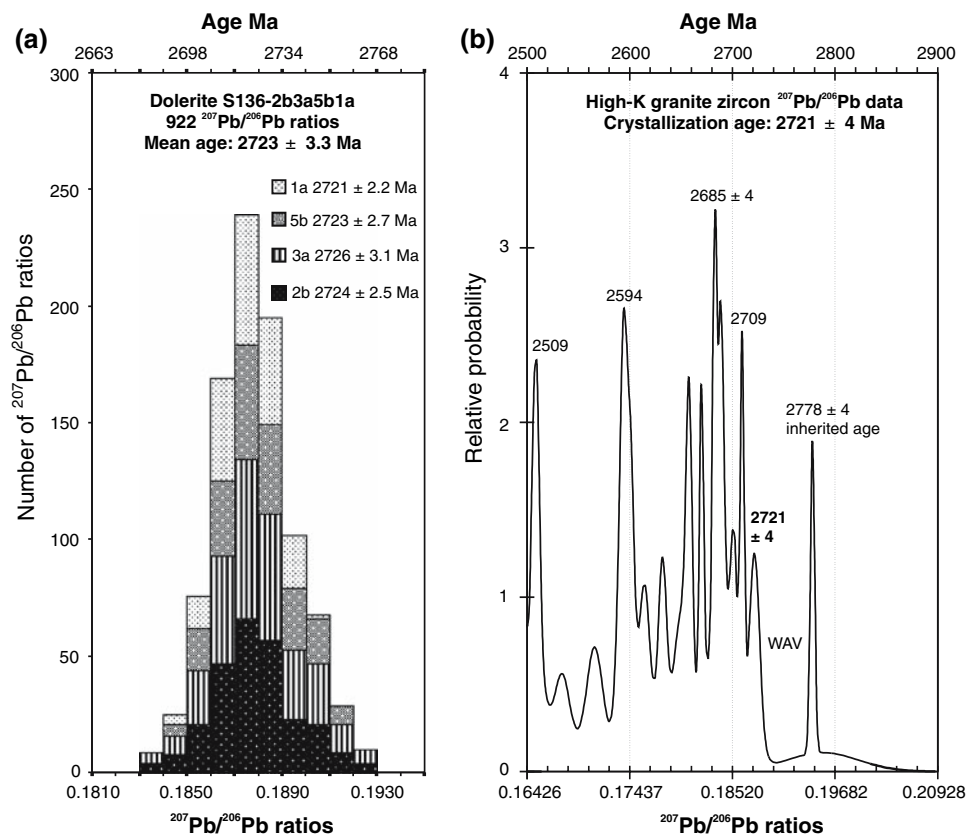 (a)
Age Ma
2663 2698 2734 2768
300
250
200
150
100
50
0
Number of ²⁰⁷Pb/²⁰⁶Pb ratios
Dolerite S136-2b3a5b1a
922 ²⁰⁷Pb/²⁰⁶Pb ratios
Mean age: 2723 ± 3.3 Ma
1a 2721 ± 2.2 Ma
5b 2723 ± 2.7 Ma
3a 2726 ± 3.1 Ma
2b 2724 ± 2.5 Ma
0.1810 0.1850 0.1890 0.1930
²⁰⁷Pb/²⁰⁶Pb ratios
(b)
Age Ma
2500 2600 2700 2800 2900
4
3
2
1
0
Relative probability
High-K granite zircon ²⁰⁷Pb/²⁰⁶Pb data
Crystallization age: 2721 ± 4 Ma
2685 ± 4
2594
2709
2509
2778 ± 4
inherited age
2721
± 4
WAV
0.16426 0.17437 0.18520 0.19682 0.20928
²⁰⁷Pb/²⁰⁶Pb ratios